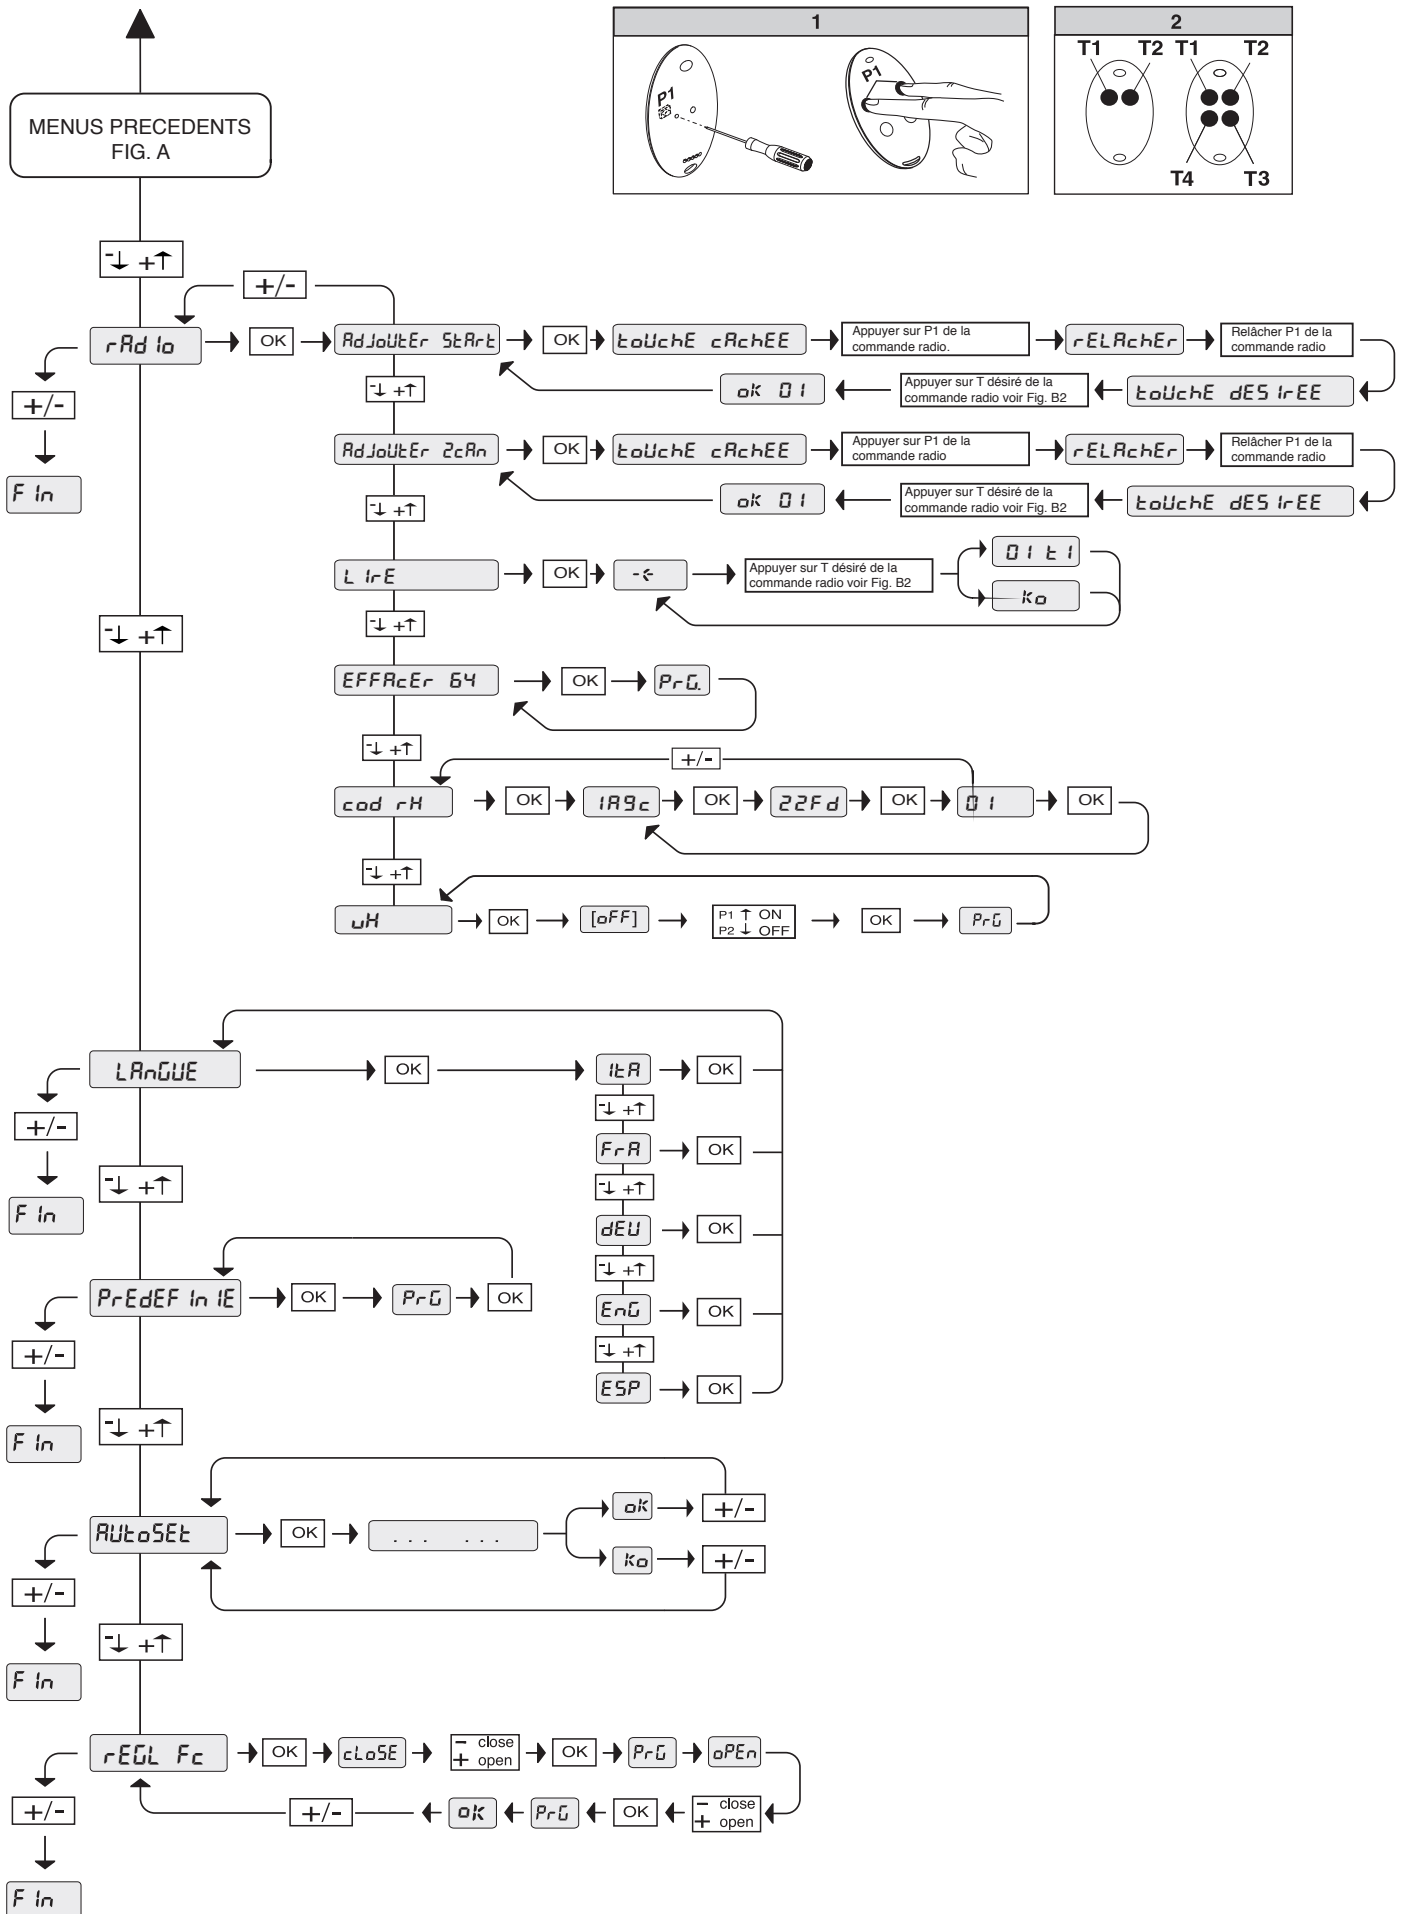 1
2
P1
P1
T1 T2 T1 T2
T4 T3
MENUS PRECEDENTS
FIG. A
-↓ +↑
+/-
rAdIo
OK
AdJoUtEr StArt
OK
toUchE cAchEE
Appuyer sur P1 de la
commande radio.
rELAchEr
Relâcher P1 de la
commande radio
+/-
-↓ +↑
oK 01
Appuyer sur T désiré de la
commande radio voir Fig. B2
toUchE dESIrEE
FIn
AdJoUtEr 2cAn
OK
toUchE cAchEE
Appuyer sur P1 de la
commande radio
rELAchEr
Relâcher P1 de la
commande radio
-↓ +↑
oK 01
Appuyer sur T désiré de la
commande radio voir Fig. B2
toUchE dESIrEE
LIrE
OK
-<-
Appuyer sur T désiré de la
commande radio voir Fig. B2
01 t1
Ko
-↓ +↑
-↓ +↑
EFFAcEr 64
OK
PrG.
-↓ +↑
+/-
cod rH
OK
1A9c
OK
22Fd
OK
01
OK
-↓ +↑
uH
OK
[oFF]
P1 ↑ ON
P2 ↓ OFF
OK
PrG
LAnGUE
OK
ItA
OK
+/-
-↓ +↑
FrA
OK
-↓ +↑
-↓ +↑
FIn
dEU
OK
-↓ +↑
PrEdEFInIE
OK
PrG
OK
EnG
OK
+/-
-↓ +↑
ESP
OK
-↓ +↑
FIn
AUtoSEt
OK
... ...
oK
+/-
Ko
+/-
+/-
-↓ +↑
FIn
rEGL Fc
OK
cLoSE
- close
+ open
OK
PrG
oPEn
+/-
+/-
oK
PrG
OK
- close
+ open
FIn